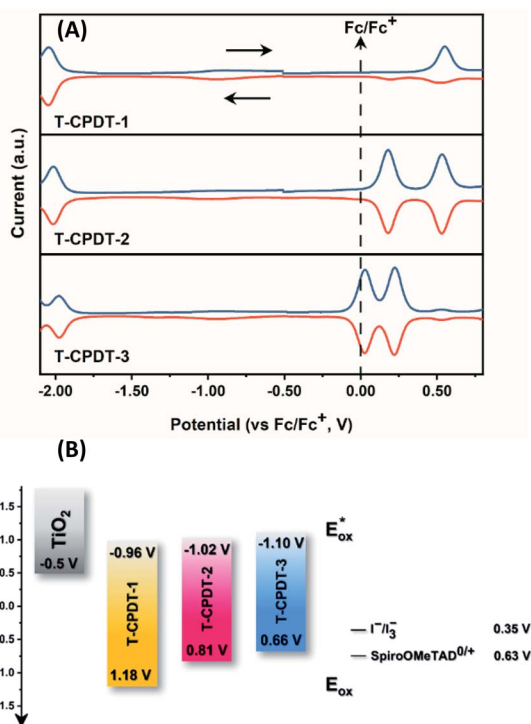 (A)
Fc/Fc+
T-CPDT-1
T-CPDT-2
T-CPDT-3
Current (a.u.)
-2.00 -1.50 -1.00 -0.50 0.00 0.50
Potential (vs Fc/Fc+, V)
(B)
1.5
1.0
0.5
0.0
0.5
1.0
1.5
TiO2
-0.5 V
-0.96 V
T-CPDT-1
1.18 V
-1.02 V
T-CPDT-2
0.81 V
-1.10 V
T-CPDT-3
0.66 V
E*ox
I−/I3− 0.35 V
SpiroOMeTAD0/+ 0.63 V
Eox